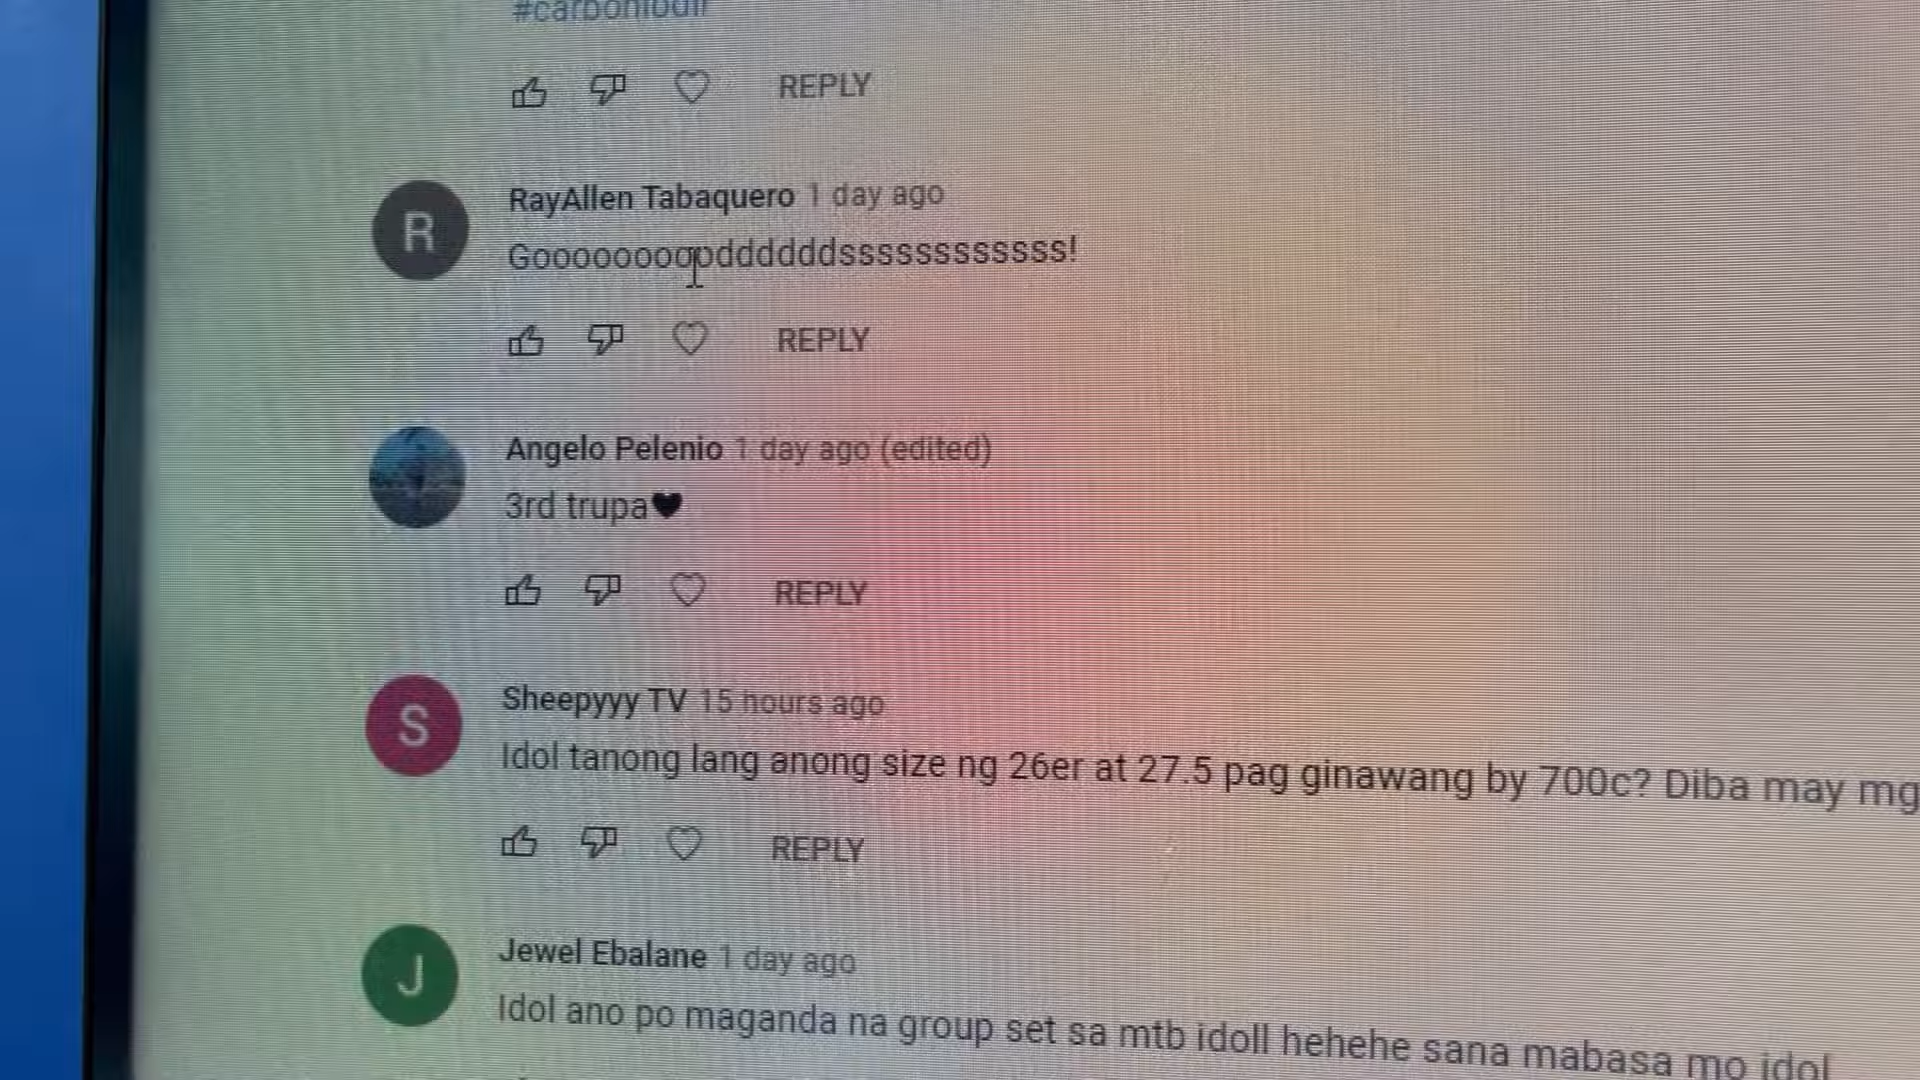 REPLY
R
RayAllen Tabaquero 1 day ago
Goooooooooddddddssssssssssss!
REPLY
Angelo Pelenio 1 day ago (edited)
3rd trupa🖤
REPLY
S
Sheepyyy TV 15 hours ago
Idol tanong lang anong size ng 26er at 27.5 pag ginawang by 700c? Diba may mg
REPLY
J
Jewel Ebalane 1 day ago
Idol ano po maganda na group set sa mtb idoll hehehe sana mabasa mo idol